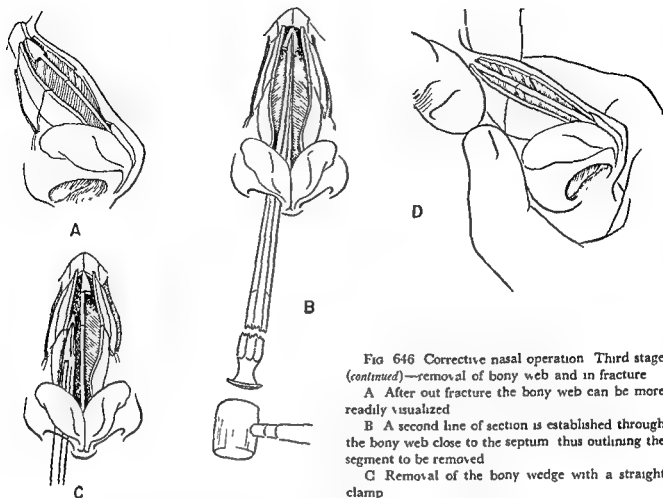 A
B
C
D
FIG 646 Corrective nasal operation Third stage
(continued)—removal of bony web and in fracture
A After out fracture the bony web can be more
readily visualized
B A second line of section is established through
the bony web close to the septum thus outlining the
segment to be removed
C Removal of the bony wedge with a straight
clamp